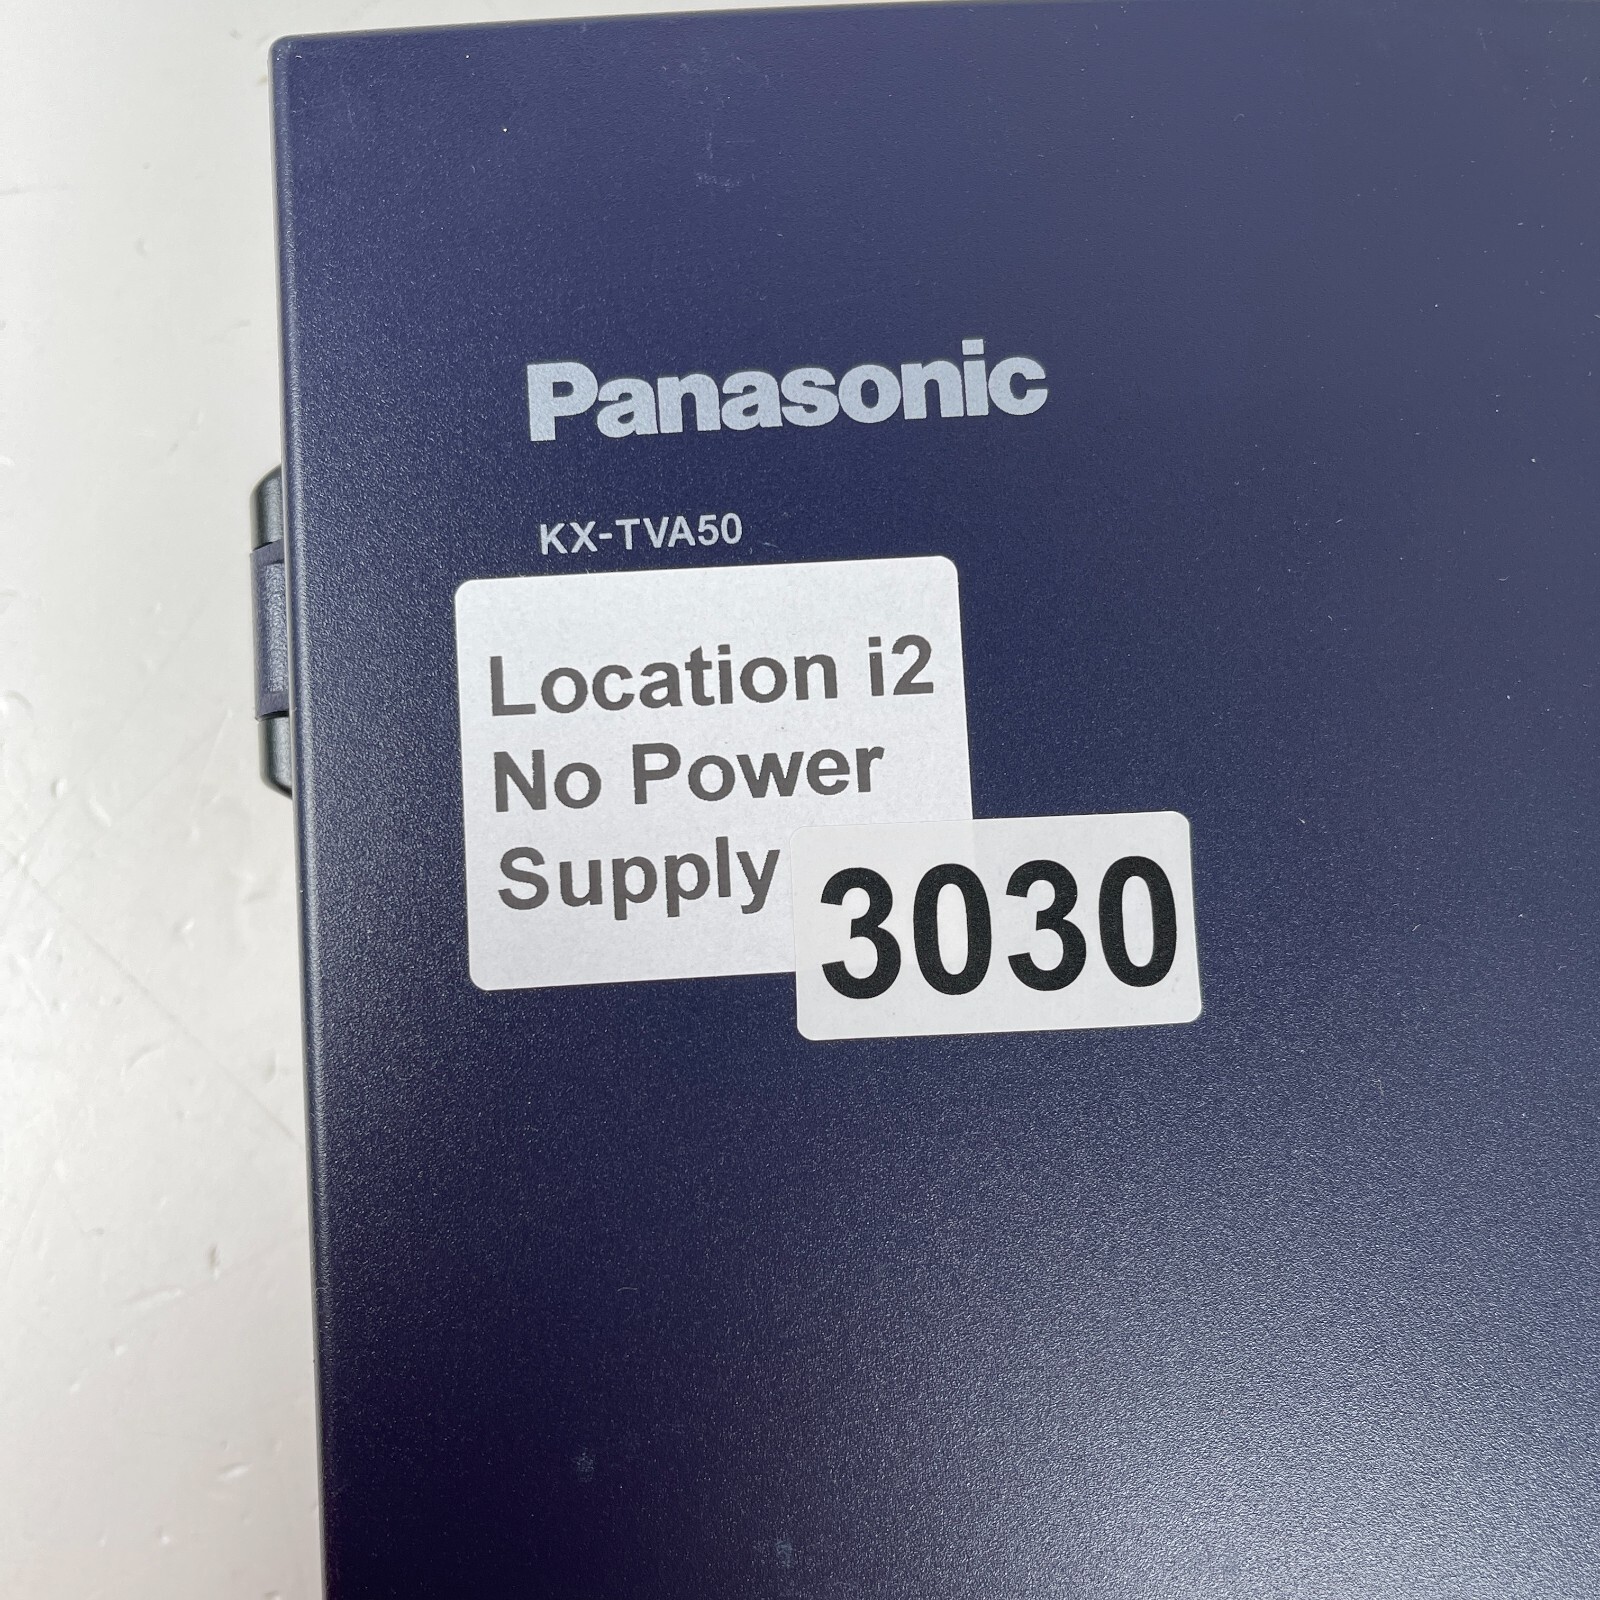 Panasonic
KX-TVA50
Location i2
No Power
Supply
3030